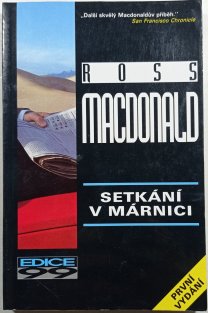 „Další skvělý Macdonaldův příběh."
San Francisco Chronicle
ROSS
MACDONALD
SETKÁNÍ
V MÁRNICI
EDICE
99
PRVNÍ
VYDÁNÍ